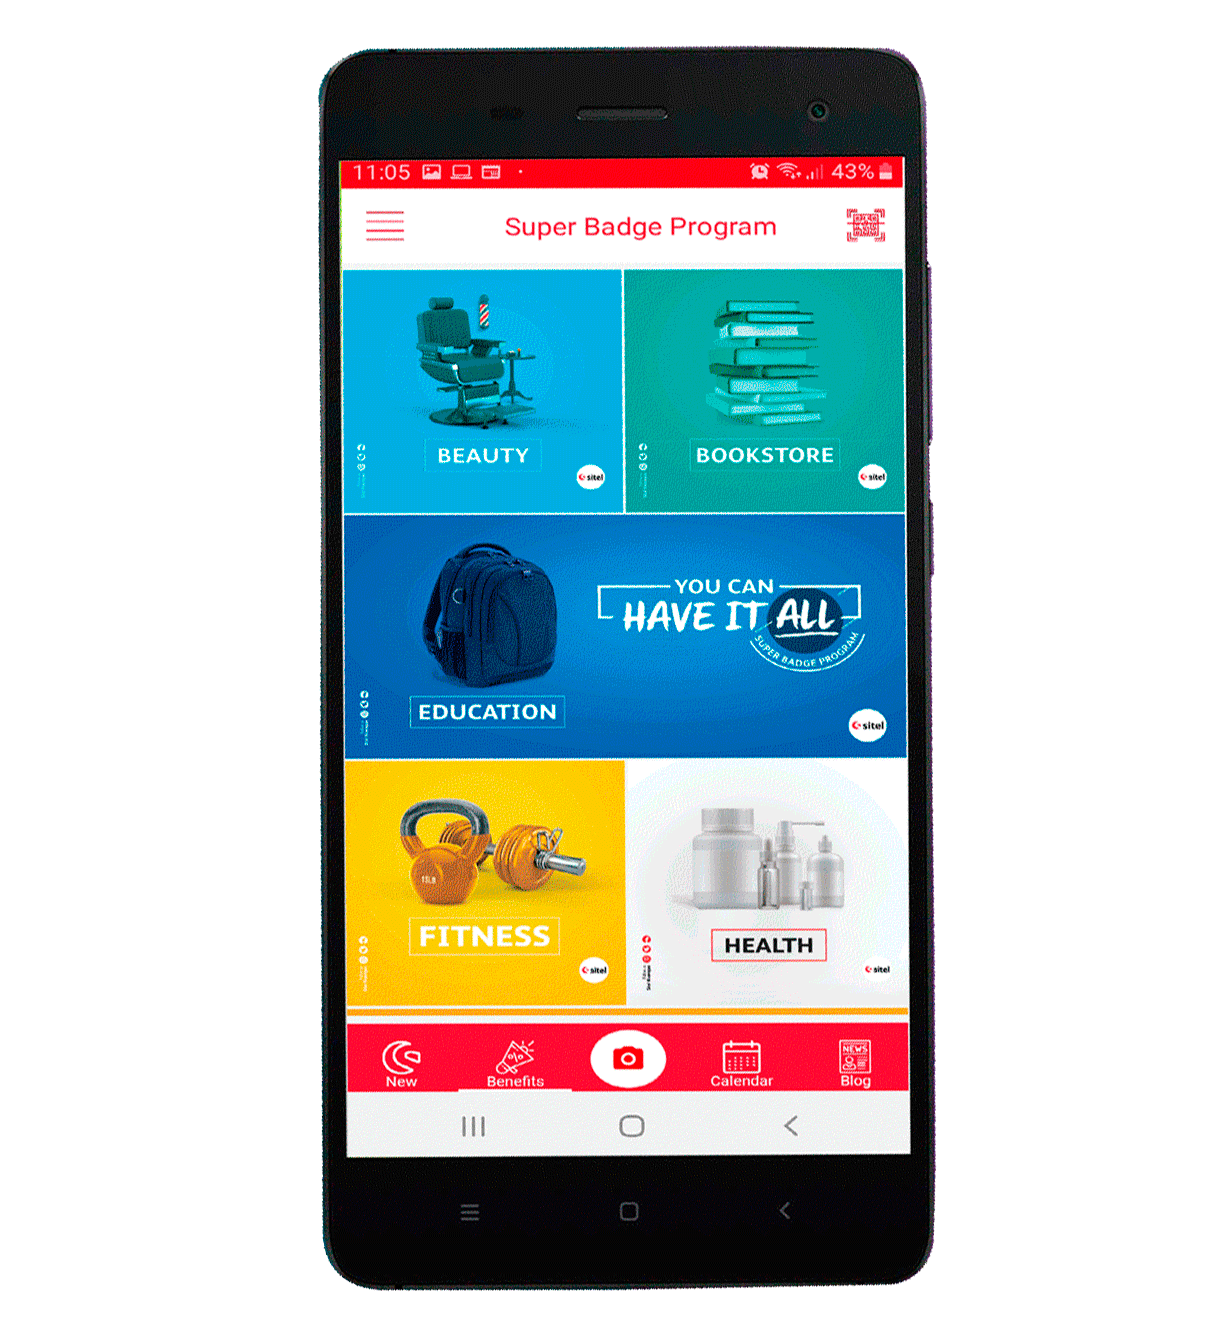 11:05
43%
Super Badge Program
BEAUTY
sitel
BOOKSTORE
sitel
YOU CAN
HAVE IT ALL
SUPER BADGE PROGRAM
EDUCATION
sitel
15LB
FITNESS
sitel
HEALTH
sitel
New
%
Benefits
Calendar
NEWS
Blog